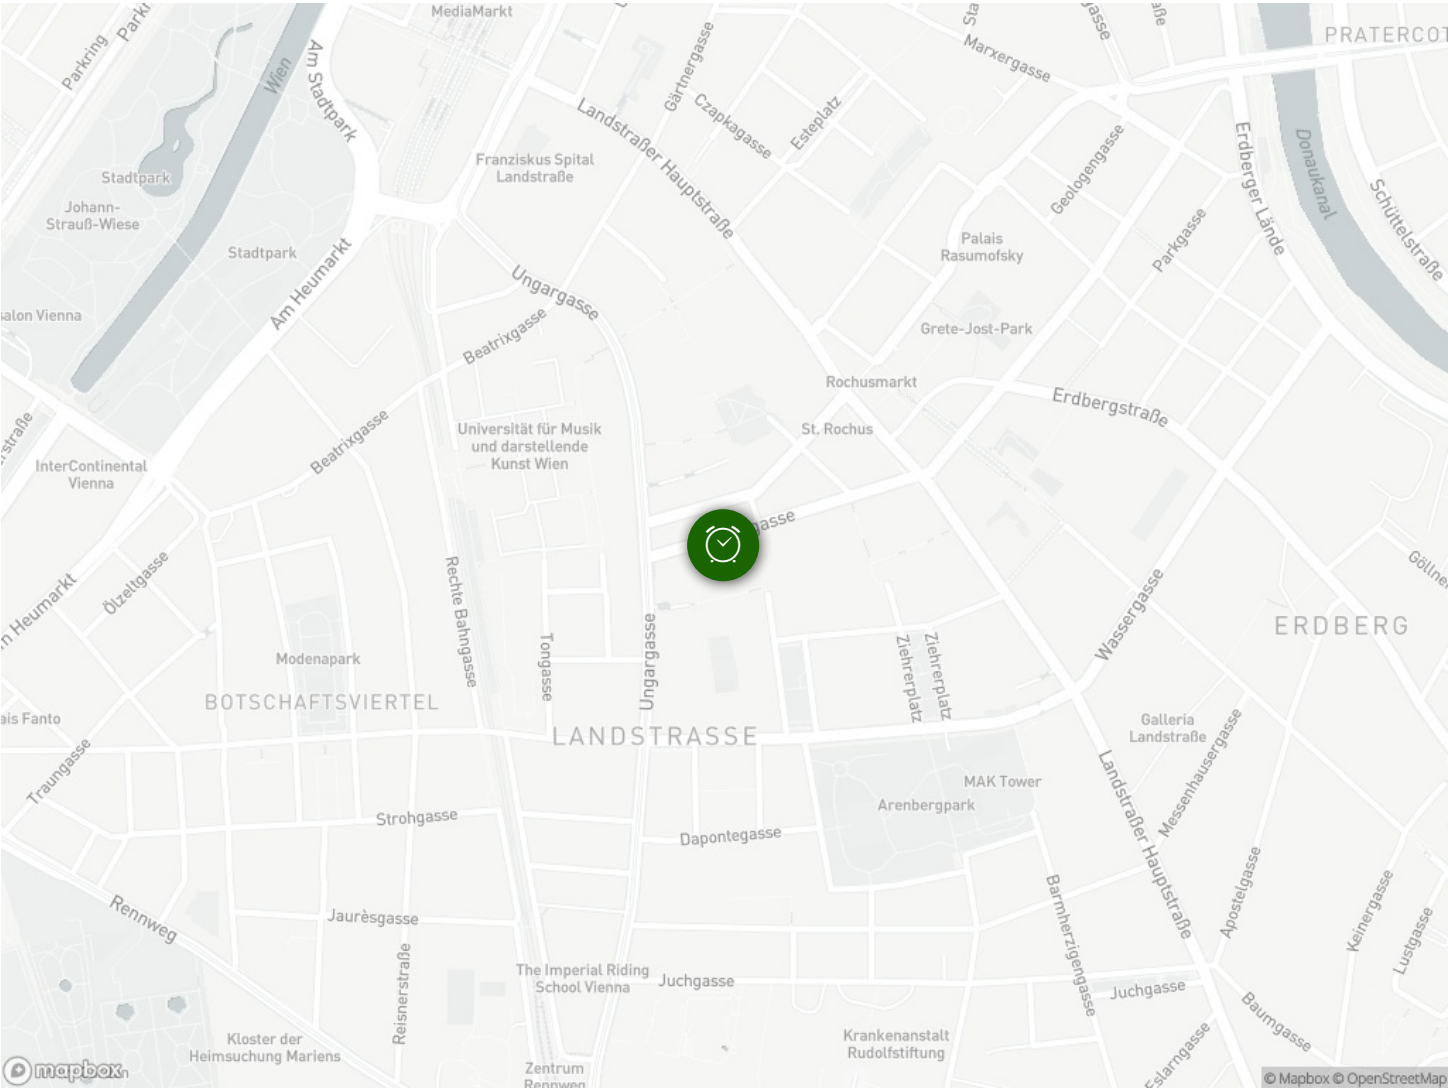 MediaMarkt
Parkring
Wien
Am Stadtpark
Gärtnergasse
Marxergasse
PRATERCOT
Czapkagasse
Esteplatz
Landstraßer Hauptstraße
Franziskus Spital
Landstraße
Stadtpark
Johann-
Strauß-Wiese
Stadtpark
Am Heumarkt
Geologengasse
Erdberger Lände
Donaukanal
Schüttelstraße
Parkgasse
Palais
Rasumofsky
Ungargasse
Beatrixgasse
salon Vienna
Grete-Jost-Park
Rochusmarkt
Erdbergstraße
St. Rochus
Universität für Musik
und darstellende
Kunst Wien
Beatrixgasse
InterContinental
Vienna
gasse
Ölzeltgasse
Rechte Bahngasse
Göllne
Wassergasse
ERDBERG
Tongasse
Ungargasse
Ziehrerplatz
Ziehrerplatz
Modenapark
BOTSCHAFTSVIERTEL
ais Fanto
LANDSTRASSE
Galleria
Landstraße
Traungasse
Messenhausergasse
MAK Tower
Arenbergpark
Landstraßer Hauptstraße
Strohgasse
Dapontegasse
Rennweg
Jaurèsgasse
Reisnerstraße
Barmherzigengasse
Apostelgasse
Keinergasse
Lustgasse
The Imperial Riding
School Vienna
Juchgasse
Juchgasse
Baumgasse
Kloster der
Heimsuchung Mariens
Krankenanstalt
Rudolfstiftung
Eslarngasse
Zentrum
Rennweg
mapbox
© Mapbox © OpenStreetMap